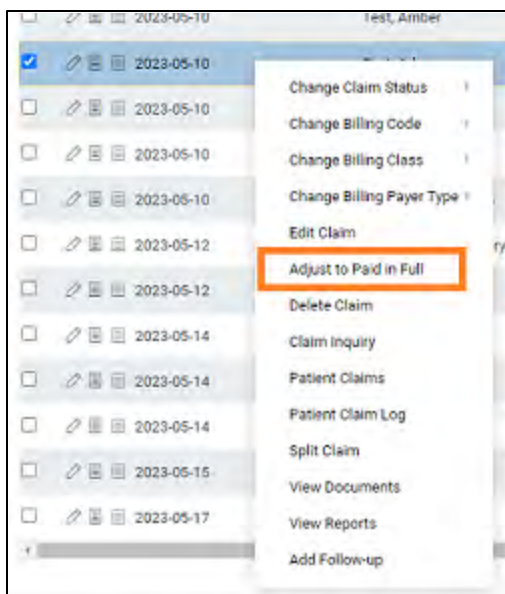 2023-05-10 Test, Amber
2023-05-10
2023-05-10
2023-05-10
2023-05-10
2023-05-12
2023-05-12
2023-05-14
2023-05-14
2023-05-14
2023-05-15
2023-05-17
Change Claim Status
Change Billing Code
Change Billing Class
Change Billing Payer Type
Edit Claim
Adjust to Paid in Full
Delete Claim
Claim Inquiry
Patient Claims
Patient Claim Log
Split Claim
View Documents
View Reports
Add Follow-up